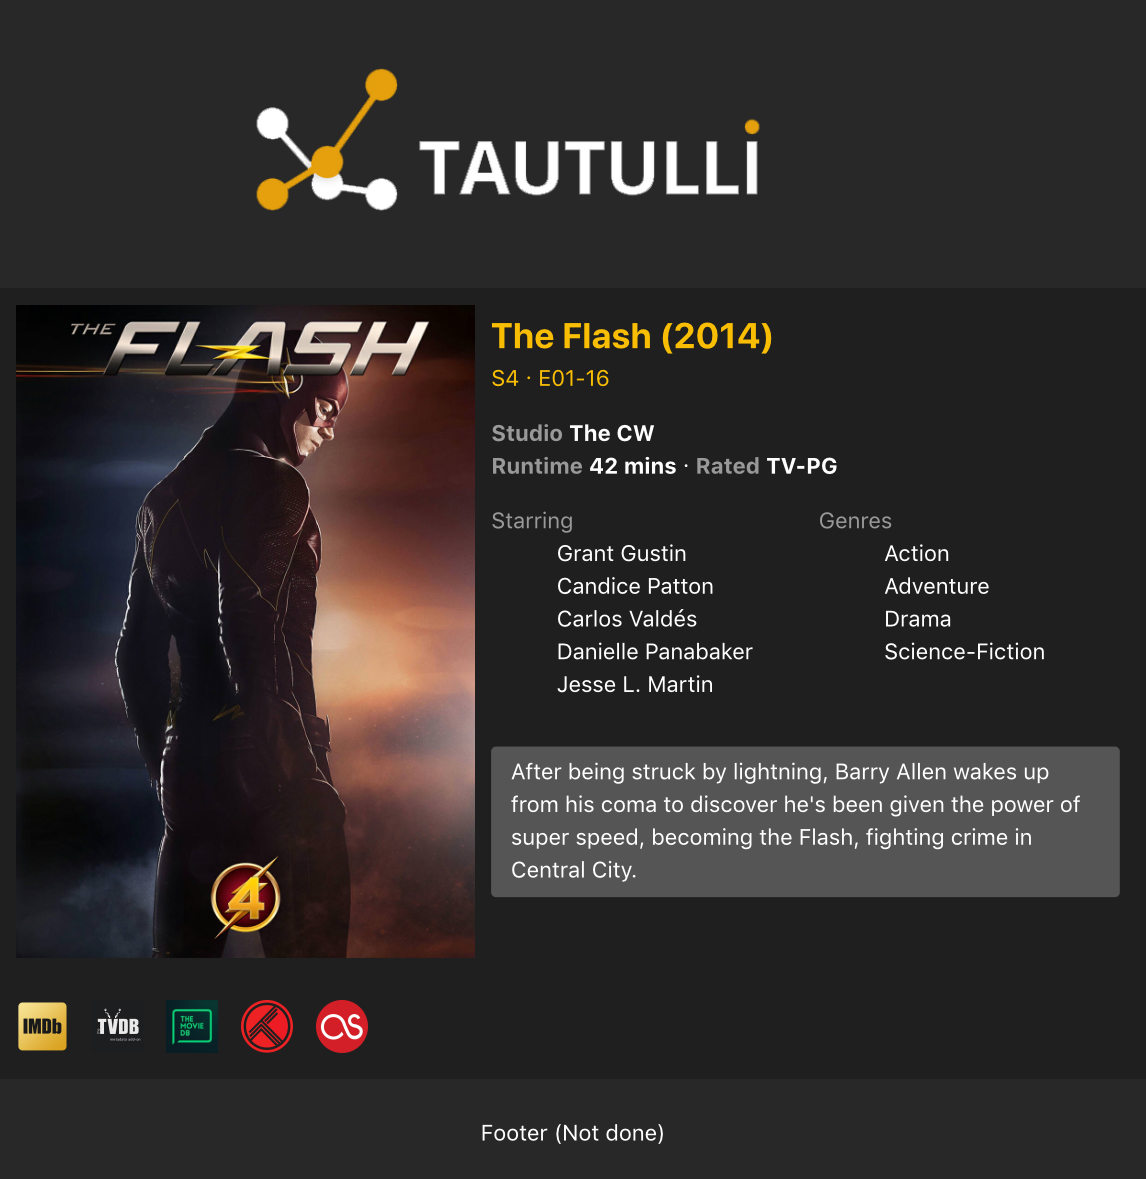 TAUTULLi
THE FLASH
4
The Flash (2014)
S4 · E01-16
Studio The CW
Runtime 42 mins · Rated TV-PG
Starring
Grant Gustin
Candice Patton
Carlos Valdés
Danielle Panabaker
Jesse L. Martin
Genres
Action
Adventure
Drama
Science-Fiction
After being struck by lightning, Barry Allen wakes up
from his coma to discover he's been given the power of
super speed, becoming the Flash, fighting crime in
Central City.
IMDb
TVDB
THE
MOVIE
DB
Footer (Not done)